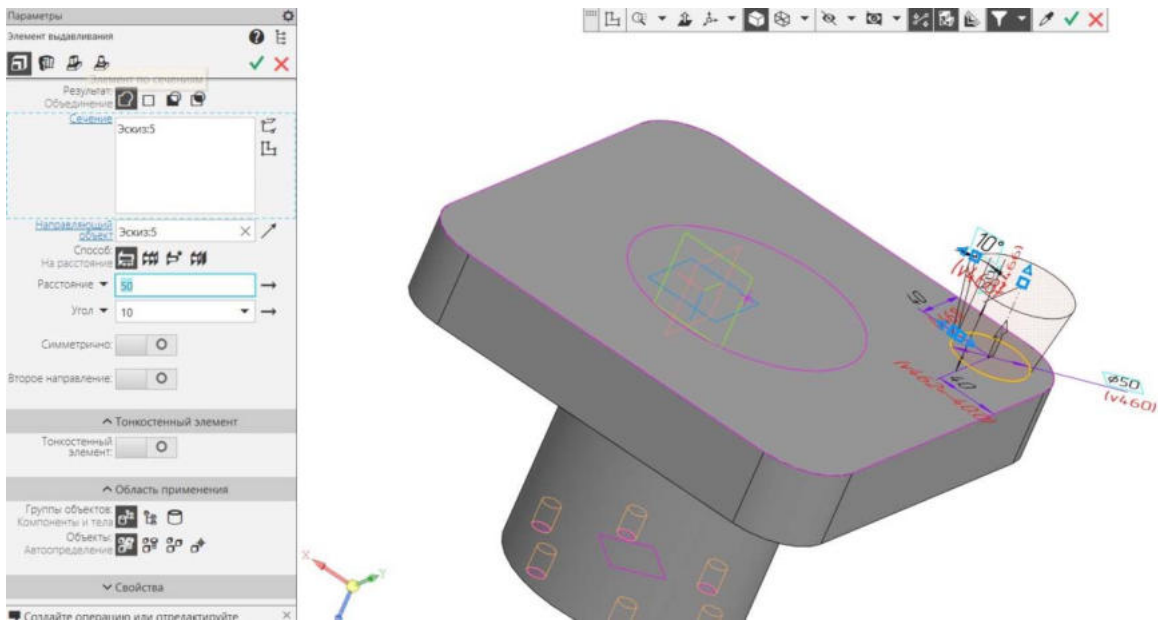 Параметры
Элемент выдавливания
Элемент по сечениям
Результат:
Объединение
Сечение
Эскиз:5
Направляющий
объект
Эскиз:5
Способ:
На расстояние
Расстояние
50
Угол
10
Симметрично:
Второе направление:
Тонкостенный элемент
Тонкостенный
элемент:
Область применения
Группы объектов:
Компоненты и тела
Объекты:
Автоопределение
Свойства
Создайте операцию или отредактируйте
10°
40
⌀50
(v460)
X
Y